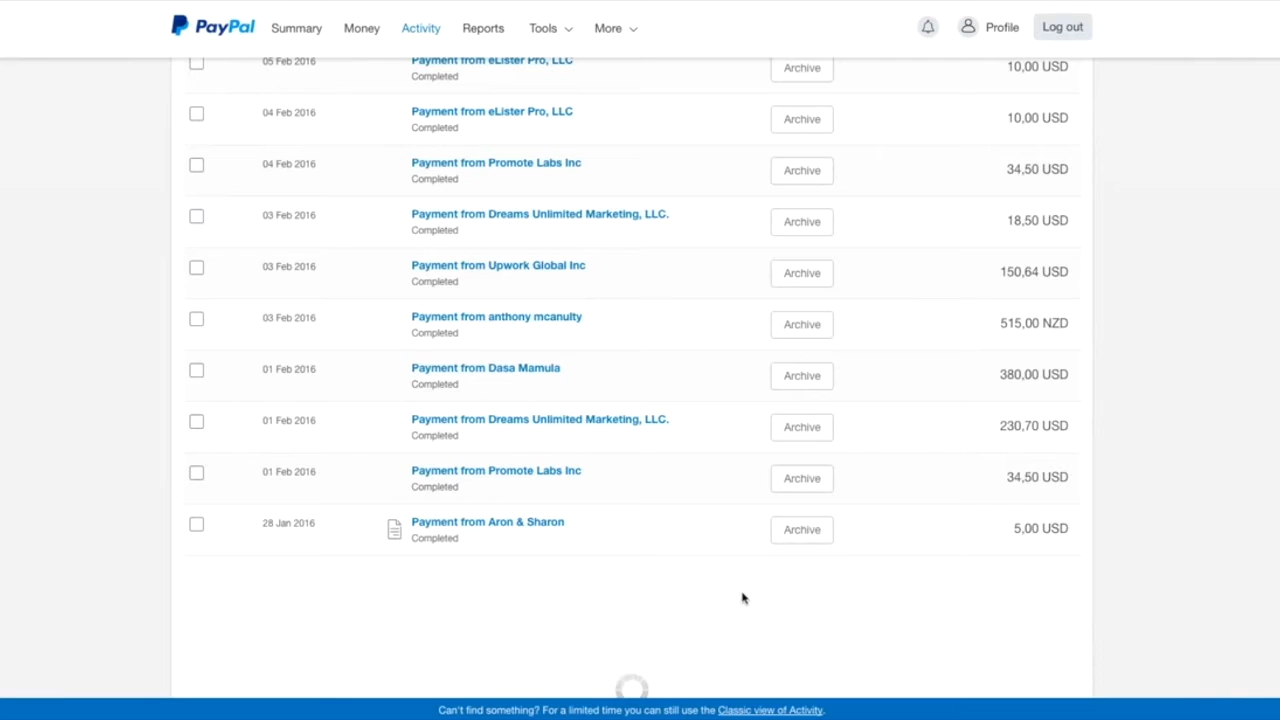 PayPal Summary Money Activity Reports Tools More Profile Log out
05 Feb 2016 Payment from eLister Pro, LLC Archive 10,00 USD
Completed
04 Feb 2016 Payment from eLister Pro, LLC Archive 10,00 USD
Completed
04 Feb 2016 Payment from Promote Labs Inc Archive 34,50 USD
Completed
03 Feb 2016 Payment from Dreams Unlimited Marketing, LLC. Archive 18,50 USD
Completed
03 Feb 2016 Payment from Upwork Global Inc Archive 150,64 USD
Completed
03 Feb 2016 Payment from anthony mcanulty Archive 515,00 NZD
Completed
01 Feb 2016 Payment from Dasa Mamula Archive 380,00 USD
Completed
01 Feb 2016 Payment from Dreams Unlimited Marketing, LLC. Archive 230,70 USD
Completed
01 Feb 2016 Payment from Promote Labs Inc Archive 34,50 USD
Completed
28 Jan 2016 Payment from Aron & Sharon Archive 5,00 USD
Completed
Can't find something? For a limited time you can still use the Classic view of Activity.